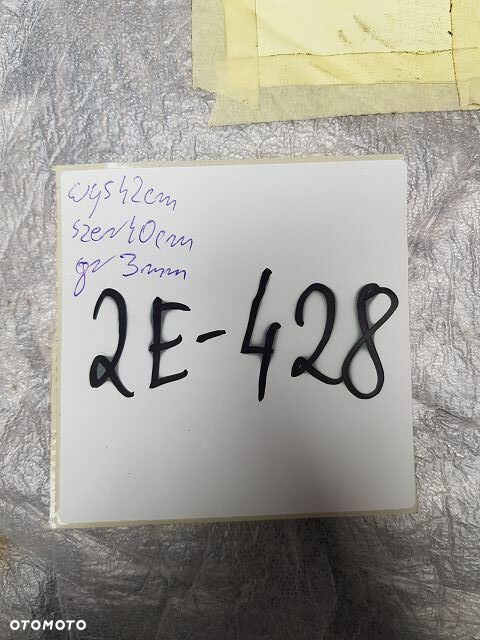 wys 42cm
szer 40cm
gr 3mm
2E-428
OTOMOTO